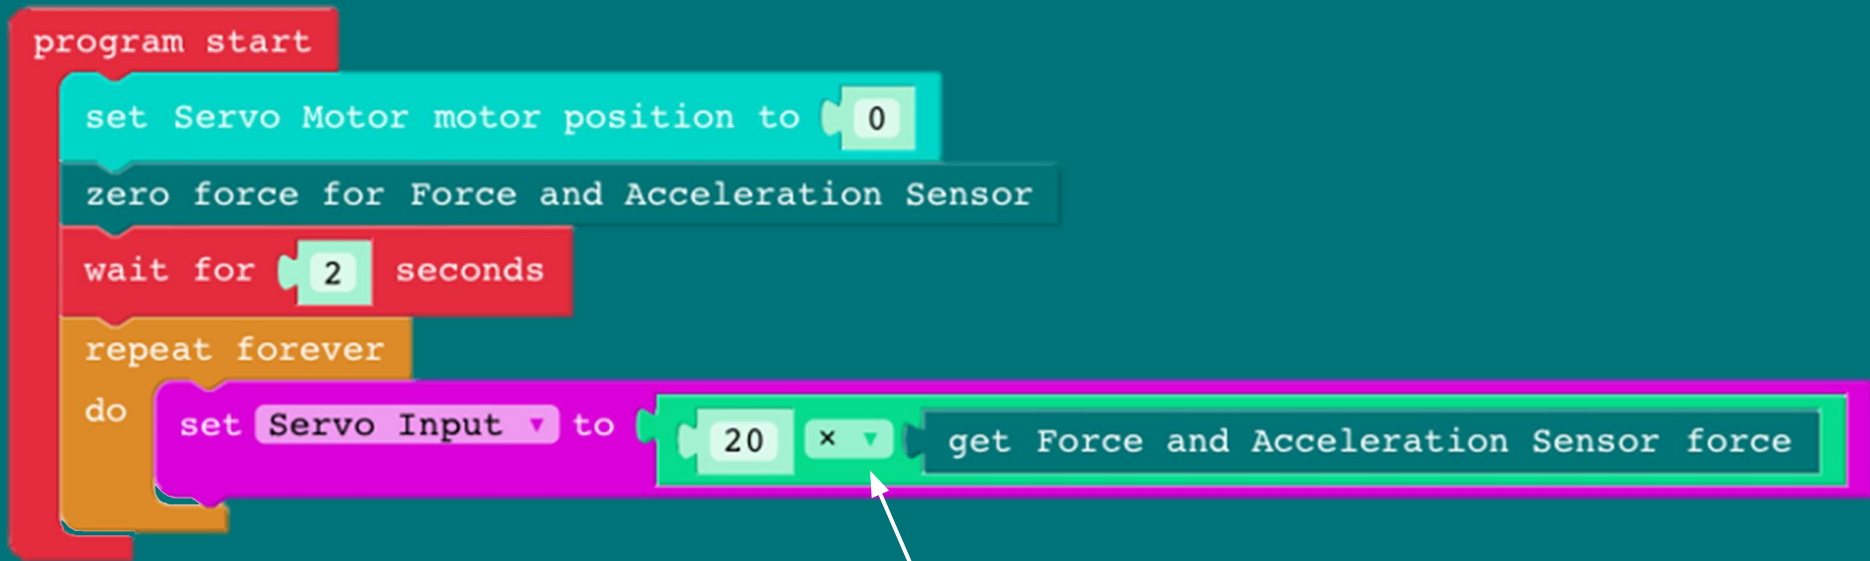 program start
set Servo Motor motor position to 0
zero force for Force and Acceleration Sensor
wait for 2 seconds
repeat forever
do set Servo Input ▼ to 20 × ▼ get Force and Acceleration Sensor force